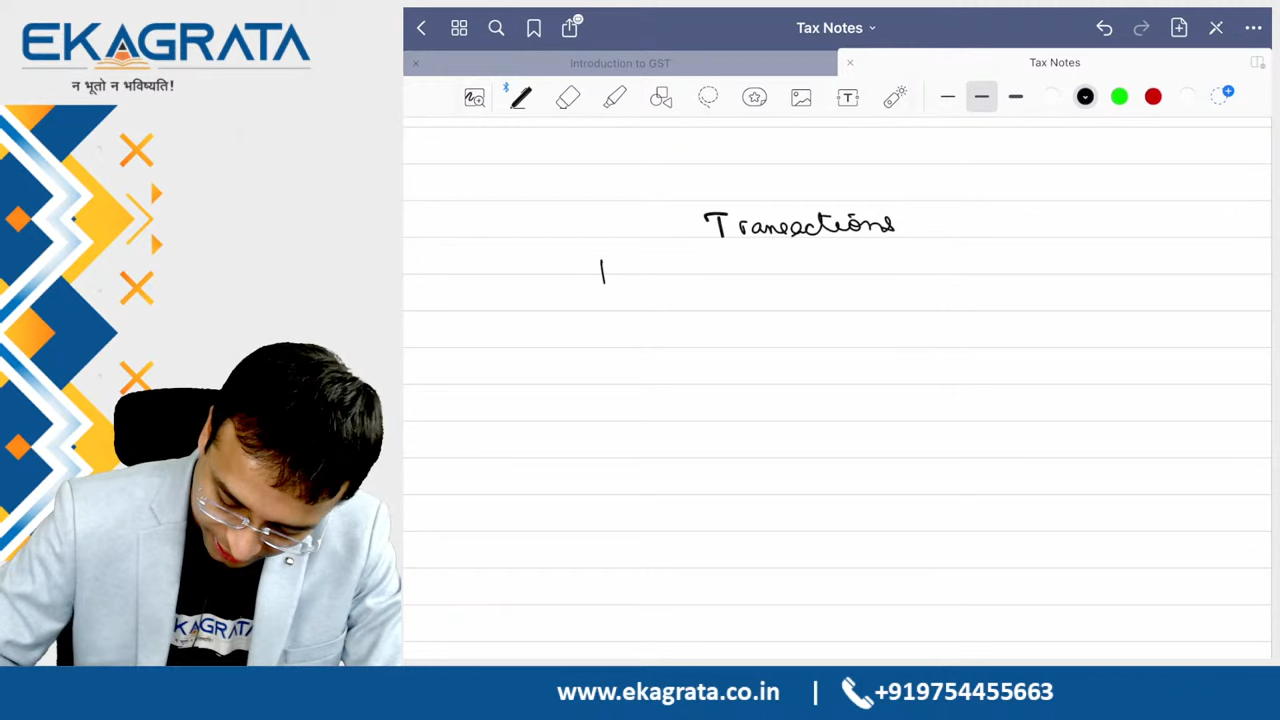 EKAGRATA
न भूतो न भविष्यति!
Tax Notes
Introduction to GST
Tax Notes
T
Transactions
EKAGRATA
www.ekagrata.co.in | +919754455663